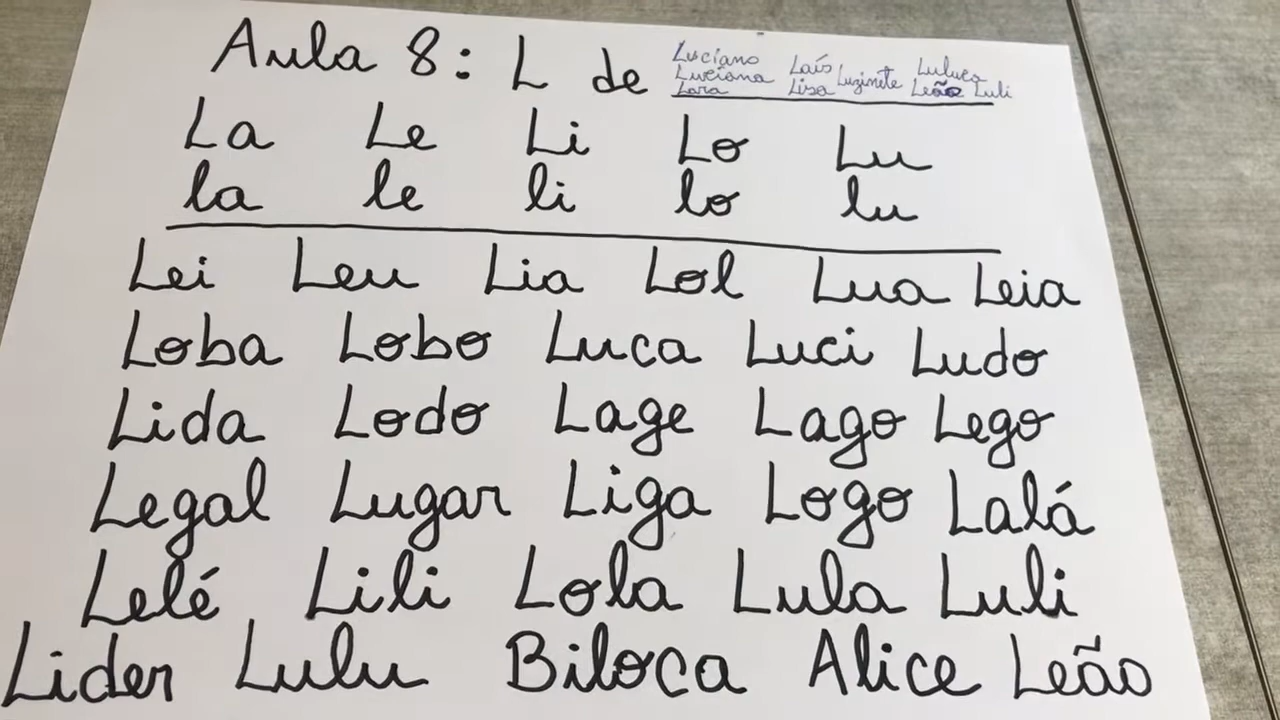 Aula 8: L de
Luciano Laís Luluca
Luciana Luzinete
Lara Lisa Leão Luli
La Le Li Lo Lu
la le li lo lu
Lei Leu Lia Lol Lua Leia
Loba Lobo Luca Luci Ludo
Lida Lodo Lage Lago Lego
Legal Lugar Liga Logo Lalá
Lelé Lili Lola Lula Luli
Lider Lulu Biloca Alice Leão